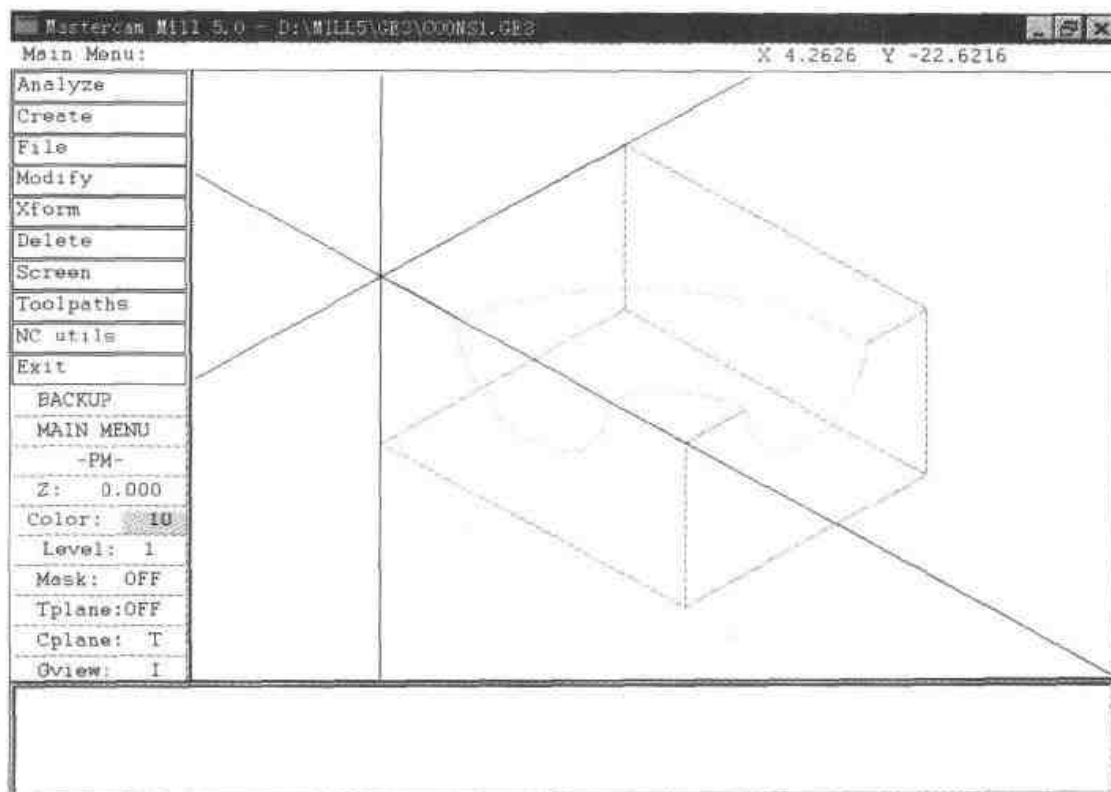 Mastercam Mill 5.0 - D:\MILL5\GE3\COONS1.GE3
Main Menu:
X 4.2626 Y -22.6216
Analyze
Create
File
Modify
Xform
Delete
Screen
Toolpaths
NC utils
Exit
BACKUP
MAIN MENU
-PM-
Z: 0.000
Color: 10
Level: 1
Mask: OFF
Tplane:OFF
Cplane: T
Gview: I